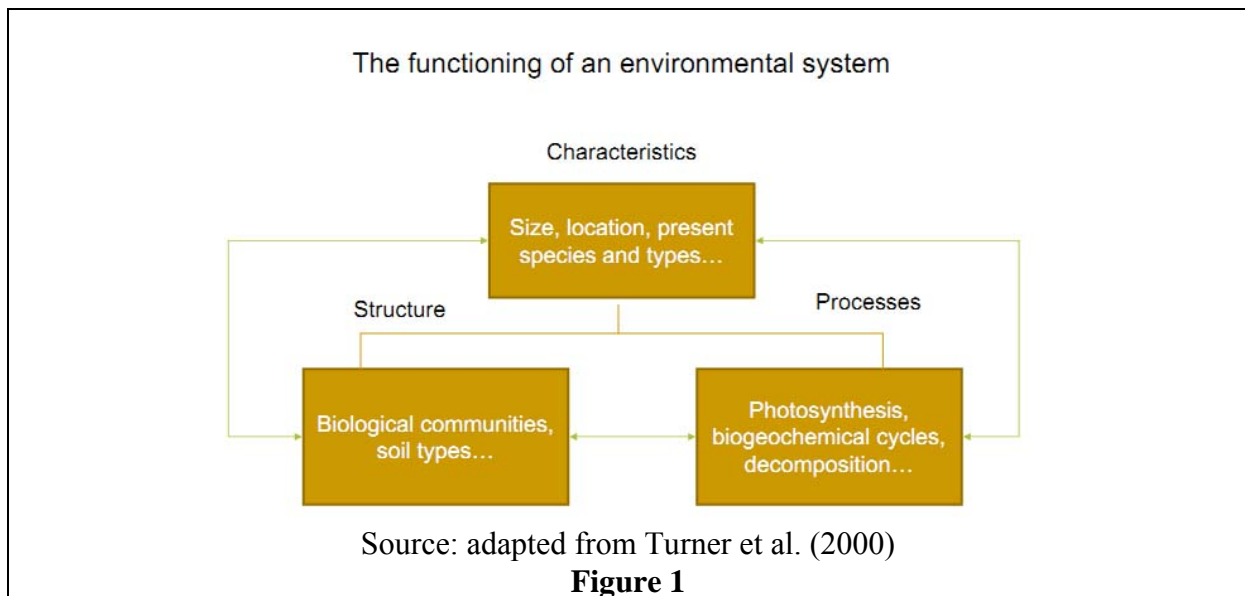 The functioning of an environmental system
Characteristics
Size, location, present
species and types…
Structure
Processes
Biological communities,
soil types…
Photosynthesis,
biogeochemical cycles,
decomposition…
Source: adapted from Turner et al. (2000)
Figure 1